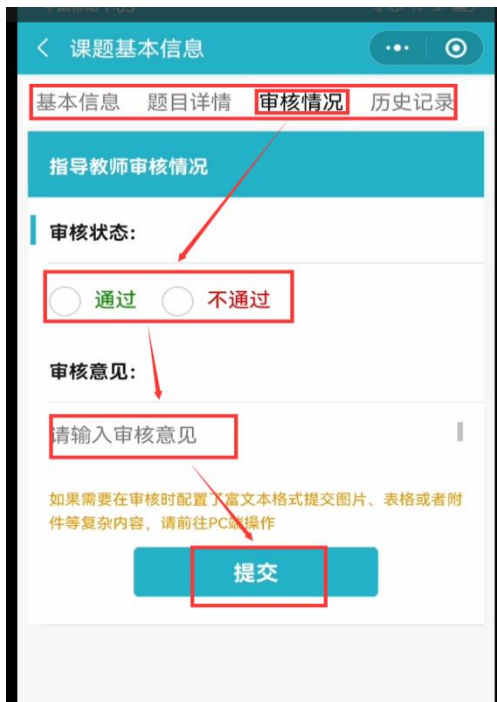 课题基本信息
基本信息 题目详情 审核情况 历史记录
指导教师审核情况
审核状态:
通过 不通过
审核意见:
请输入审核意见
如果需要在审核时配置了富文本格式提交图片、表格或者附
件等复杂内容，请前往PC端操作
提交